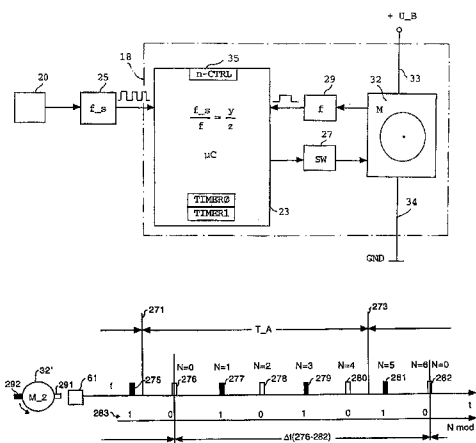 + U_B
35
18
20
25
n-CTRL
29
32
33
f_s
f_s / f = y / z
f
M
27
µC
SW
TIMER0
TIMER1
23
34
GND
271
273
T_A
32'
N=0
N=1
N=2
N=3
N=4
N=5
N=6
N=0
292
291
61
f
275
276
277
278
279
280
281
282
M_2
t
283
1
0
1
0
1
0
1
0
N mod
Δt(276-282)